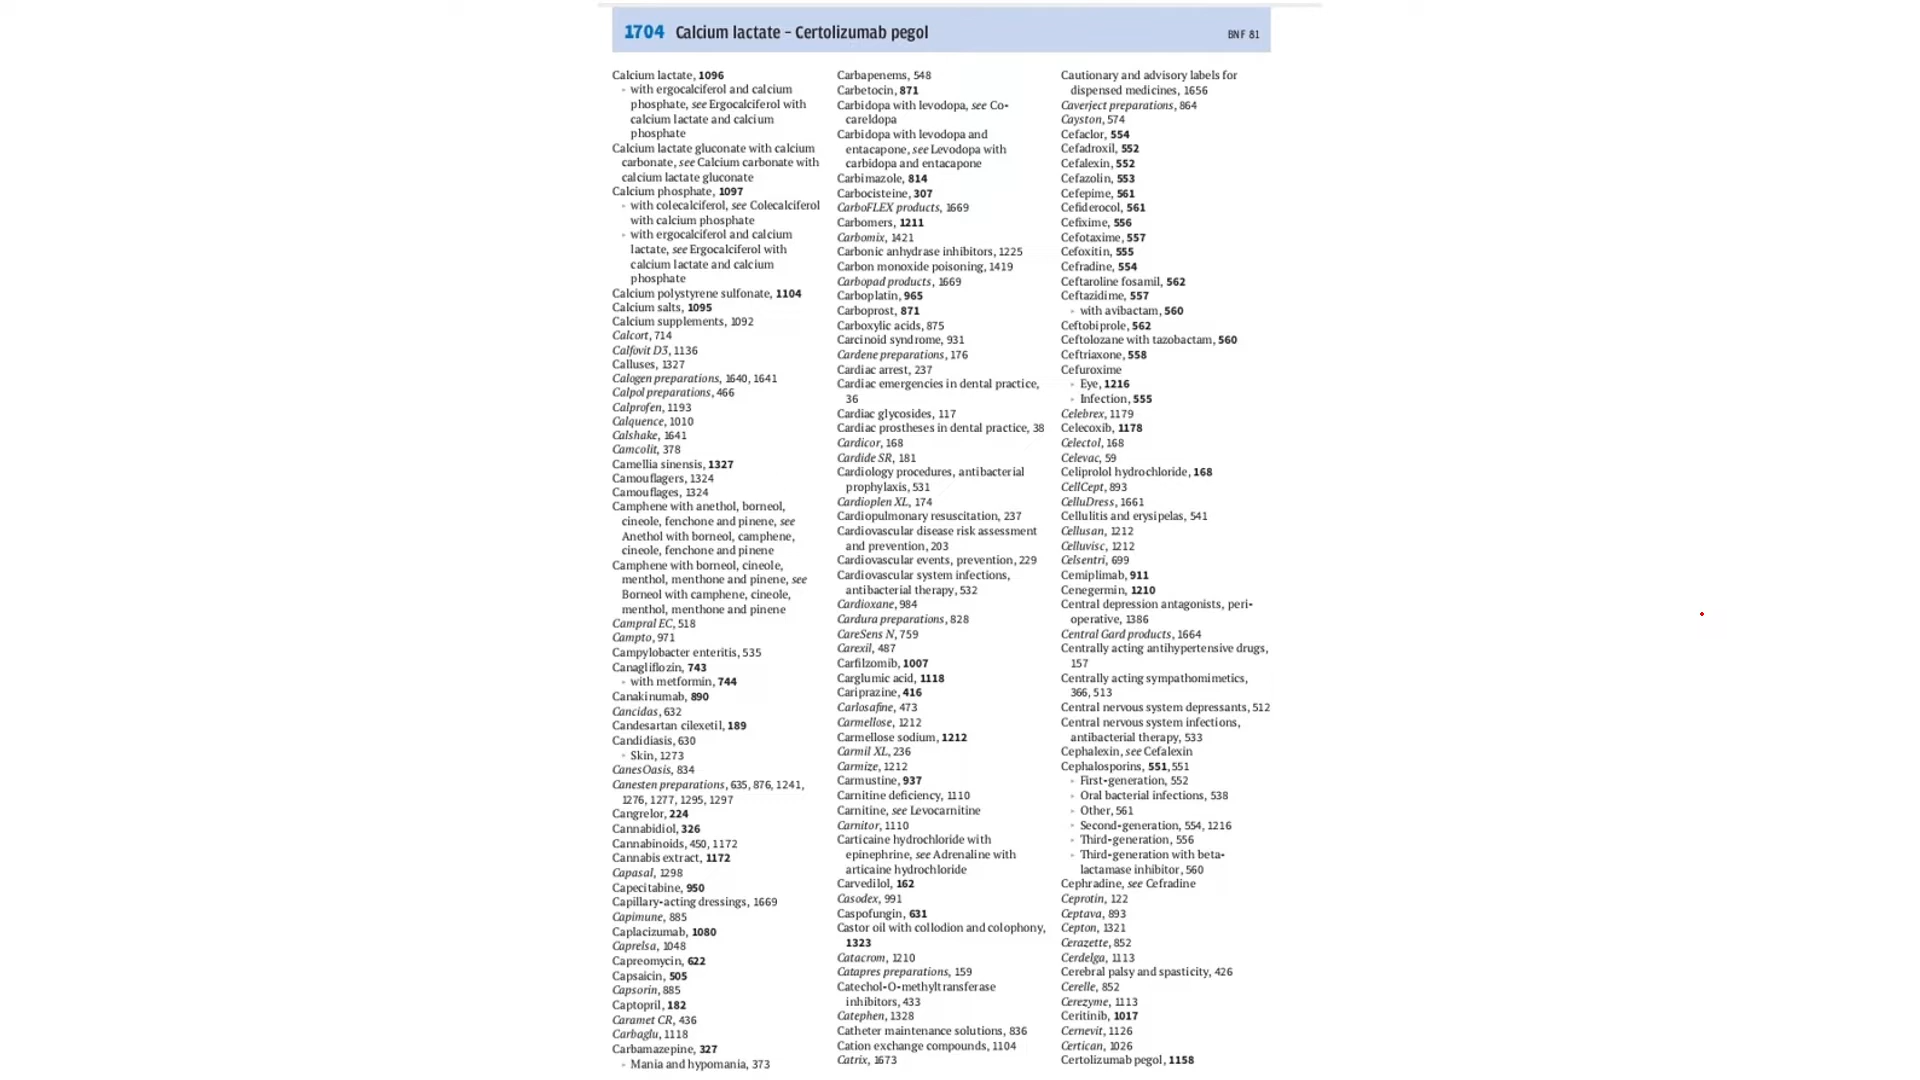 1704 Calcium lactate – Certolizumab pegol
BNF 81
Calcium lactate, 1096
▸ with ergocalciferol and calcium
phosphate, see Ergocalciferol with
calcium lactate and calcium
phosphate
Calcium lactate gluconate with calcium
carbonate, see Calcium carbonate with
calcium lactate gluconate
Calcium phosphate, 1097
▸ with colecalciferol, see Colecalciferol
with calcium phosphate
▸ with ergocalciferol and calcium
lactate, see Ergocalciferol with
calcium lactate and calcium
phosphate
Calcium polystyrene sulfonate, 1104
Calcium salts, 1095
Calcium supplements, 1092
Calcort, 714
Calfovit D3, 1136
Calluses, 1327
Calogen preparations, 1640, 1641
Calpol preparations, 466
Calprofen, 1193
Calquence, 1010
Calshake, 1641
Camcolit, 378
Camellia sinensis, 1327
Camouflagers, 1324
Camouflages, 1324
Camphene with anethol, borneol,
cineole, fenchone and pinene, see
Anethol with borneol, camphene,
cineole, fenchone and pinene
Camphene with borneol, cineole,
menthol, menthone and pinene, see
Borneol with camphene, cineole,
menthol, menthone and pinene
Campral EC, 518
Campto, 971
Campylobacter enteritis, 535
Canagliflozin, 743
▸ with metformin, 744
Canakinumab, 890
Cancidas, 632
Candesartan cilexetil, 189
Candidiasis, 630
▸ Skin, 1273
CanesOasis, 834
Canesten preparations, 635, 876, 1241,
1276, 1277, 1295, 1297
Cangrelor, 224
Cannabidiol, 326
Cannabinoids, 450, 1172
Cannabis extract, 1172
Capasal, 1298
Capecitabine, 950
Capillary-acting dressings, 1669
Capimune, 885
Caplacizumab, 1080
Caprelsa, 1048
Capreomycin, 622
Capsaicin, 505
Capsorin, 885
Captopril, 182
Caramet CR, 436
Carbaglu, 1118
Carbamazepine, 327
▸ Mania and hypomania, 373
Carbapenems, 548
Carbetocin, 871
Carbidopa with levodopa, see Co-
careldopa
Carbidopa with levodopa and
entacapone, see Levodopa with
carbidopa and entacapone
Carbimazole, 814
Carbocisteine, 307
CarboFLEX products, 1669
Carbomers, 1211
Carbomix, 1421
Carbonic anhydrase inhibitors, 1225
Carbon monoxide poisoning, 1419
Carbopad products, 1669
Carboplatin, 965
Carboprost, 871
Carboxylic acids, 875
Carcinoid syndrome, 931
Cardene preparations, 176
Cardiac arrest, 237
Cardiac emergencies in dental practice,
36
Cardiac glycosides, 117
Cardiac prostheses in dental practice, 38
Cardicor, 168
Cardide SR, 181
Cardiology procedures, antibacterial
prophylaxis, 531
Cardioplen XL, 174
Cardiopulmonary resuscitation, 237
Cardiovascular disease risk assessment
and prevention, 203
Cardiovascular events, prevention, 229
Cardiovascular system infections,
antibacterial therapy, 532
Cardioxane, 984
Cardura preparations, 828
CareSens N, 759
Carexil, 487
Carfilzomib, 1007
Carglumic acid, 1118
Cariprazine, 416
Carlosafine, 473
Carmellose, 1212
Carmellose sodium, 1212
Carmil XL, 236
Carmize, 1212
Carmustine, 937
Carnitine deficiency, 1110
Carnitine, see Levocarnitine
Carnitor, 1110
Carticaine hydrochloride with
epinephrine, see Adrenaline with
articaine hydrochloride
Carvedilol, 162
Casodex, 991
Caspofungin, 631
Castor oil with collodion and colophony,
1323
Catacrom, 1210
Catapres preparations, 159
Catechol-O-methyltransferase
inhibitors, 433
Catephen, 1328
Catheter maintenance solutions, 836
Cation exchange compounds, 1104
Catrix, 1673
Cautionary and advisory labels for
dispensed medicines, 1656
Caverject preparations, 864
Cayston, 574
Cefaclor, 554
Cefadroxil, 552
Cefalexin, 552
Cefazolin, 553
Cefepime, 561
Cefiderocol, 561
Cefixime, 556
Cefotaxime, 557
Cefoxitin, 555
Cefradine, 554
Ceftaroline fosamil, 562
Ceftazidime, 557
▸ with avibactam, 560
Ceftobiprole, 562
Ceftolozane with tazobactam, 560
Ceftriaxone, 558
Cefuroxime
▸ Eye, 1216
▸ Infection, 555
Celebrex, 1179
Celecoxib, 1178
Celectol, 168
Celevac, 59
Celiprolol hydrochloride, 168
CellCept, 893
CelluDress, 1661
Cellulitis and erysipelas, 541
Cellusan, 1212
Celluvisc, 1212
Celsentri, 699
Cemiplimab, 911
Cenegermin, 1210
Central depression antagonists, peri-
operative, 1386
Central Gard products, 1664
Centrally acting antihypertensive drugs,
157
Centrally acting sympathomimetics,
366, 513
Central nervous system depressants, 512
Central nervous system infections,
antibacterial therapy, 533
Cephalexin, see Cefalexin
Cephalosporins, 551, 551
▸ First-generation, 552
▸ Oral bacterial infections, 538
▸ Other, 561
▸ Second-generation, 554, 1216
▸ Third-generation, 556
▸ Third-generation with beta-
lactamase inhibitor, 560
Cephradine, see Cefradine
Ceprotin, 122
Ceptava, 893
Cepton, 1321
Cerazette, 852
Cerdelga, 1113
Cerebral palsy and spasticity, 426
Cerelle, 852
Cerezyme, 1113
Ceritinib, 1017
Cernevit, 1126
Certican, 1026
Certolizumab pegol, 1158